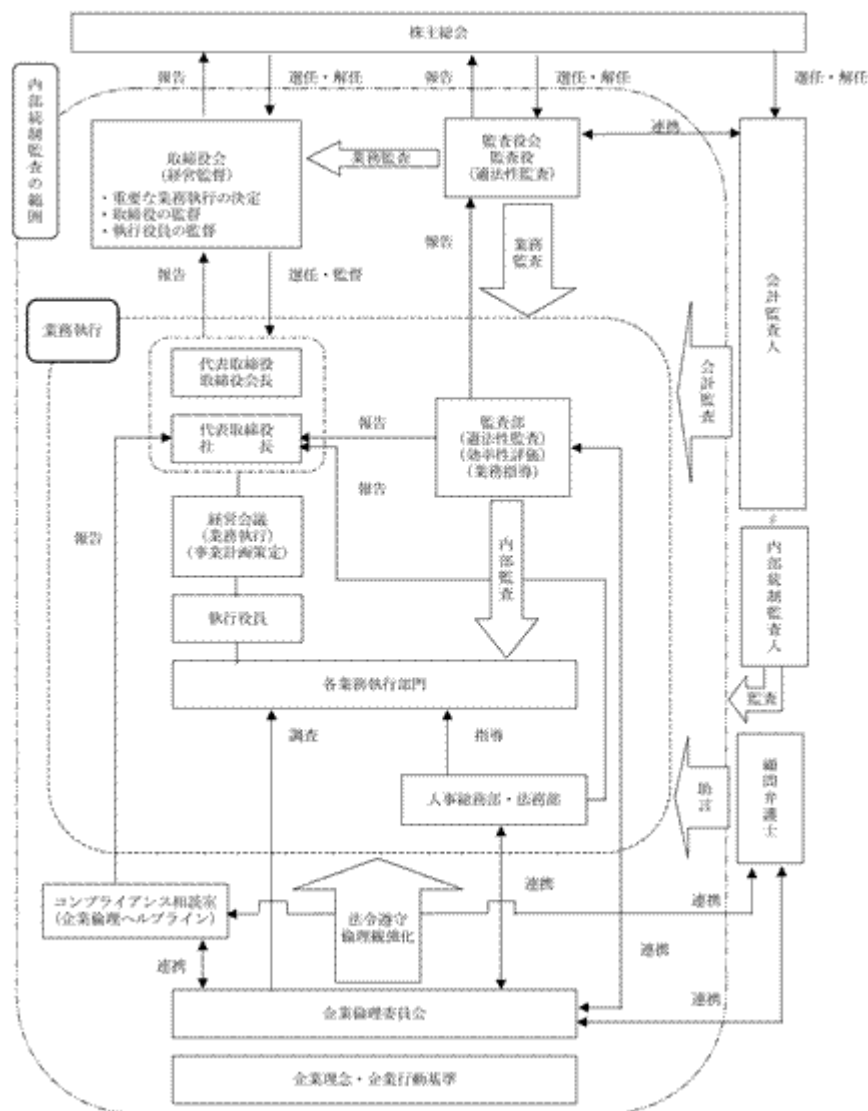 株主総会
報告
選任・解任
報告
選任・解任
選任・解任
内部統制監査の範囲
取締役会
(経営監督)
・重要な業務執行の決定
・取締役の監督
・執行役員の監督
業務監査
監査役会
監査役
(適法性監査)
連携
会計監査人
報告
選任・監督
報告
業務監査
業務執行
代表取締役
取締役会長
代表取締役
社　　長
報告
報告
監査部
(適法性監査)
(効率性評価)
(業務指導)
会計監査
報告
経営会議
(業務執行)
(事業計画策定)
内部監査
内部統制監査人
執行役員
各業務執行部門
監査
調査
指導
人事総務部・法務部
助言
顧問弁護士
コンプライアンス相談室
(企業倫理ヘルプライン)
法令遵守
倫理観強化
連携
連携
連携
連携
連携
企業倫理委員会
企業理念・企業行動基準